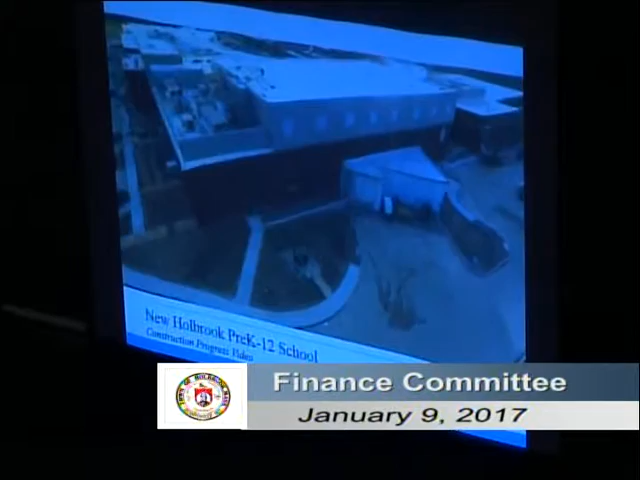 New Holbrook PreK-12 School
Construction Progress Video
Finance Committee
January 9, 2017